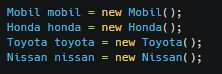 Mobil mobil = new Mobil();
Honda honda = new Honda();
Toyota toyota = new Toyota();
Nissan nissan = new Nissan();